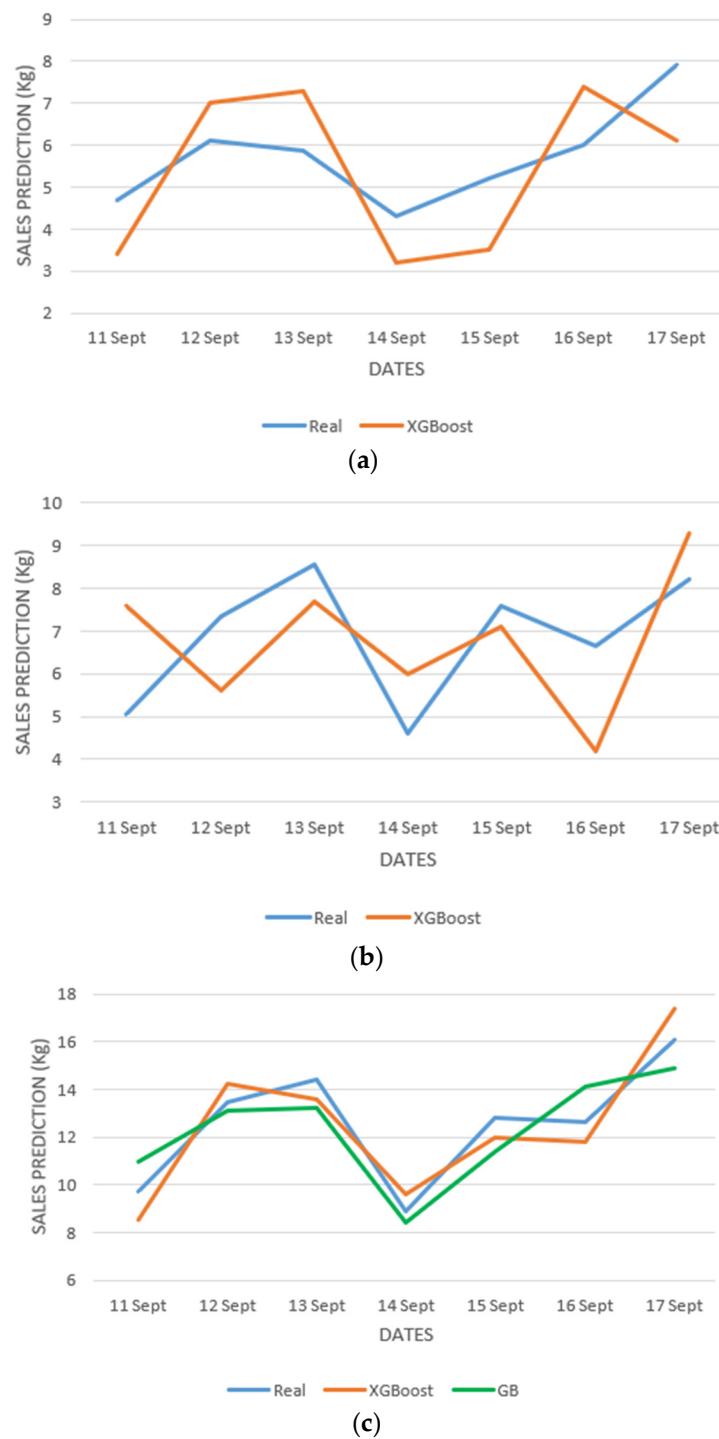 9
8
7
6
5
4
3
2
SALES PREDICTION (Kg)
11 Sept 12 Sept 13 Sept 14 Sept 15 Sept 16 Sept 17 Sept
DATES
Real XGBoost
(a)
10
9
8
7
6
5
4
3
SALES PREDICTION (Kg)
11 Sept 12 Sept 13 Sept 14 Sept 15 Sept 16 Sept 17 Sept
DATES
Real XGBoost
(b)
18
16
14
12
10
8
6
SALES PREDICTION (Kg)
11 Sept 12 Sept 13 Sept 14 Sept 15 Sept 16 Sept 17 Sept
DATES
Real XGBoost GB
(c)